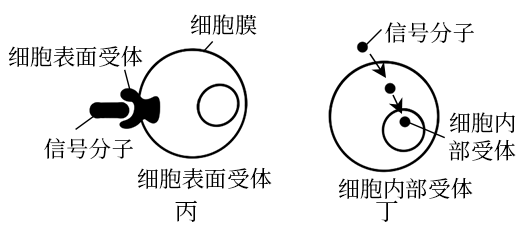 细胞膜
细胞表面受体
信号分子
细胞表面受体
丙
信号分子
细胞内
部受体
细胞内部受体
丁